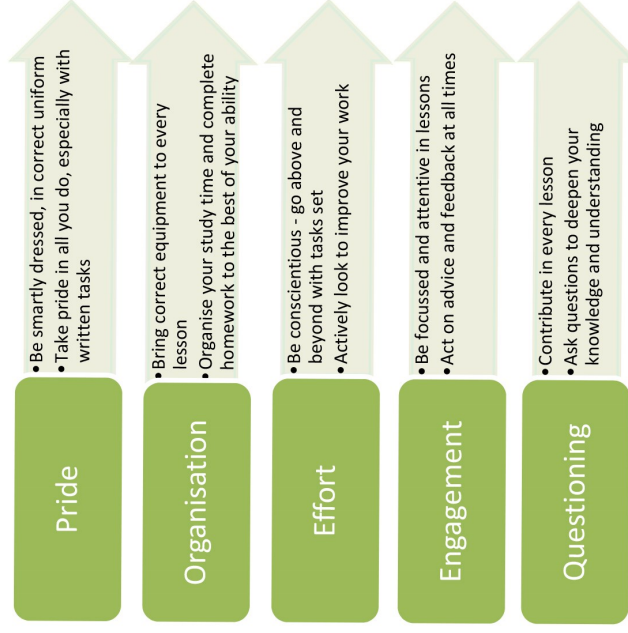 Pride
• Be smartly dressed, in correct uniform
• Take pride in all you do, especially with
written tasks
Organisation
• Bring correct equipment to every
lesson
• Organise your study time and complete
homework to the best of your ability
Effort
• Be conscientious - go above and
beyond with tasks set
• Actively look to improve your work
Engagement
• Be focussed and attentive in lessons
• Act on advice and feedback at all times
Questioning
• Contribute in every lesson
• Ask questions to deepen your
knowledge and understanding